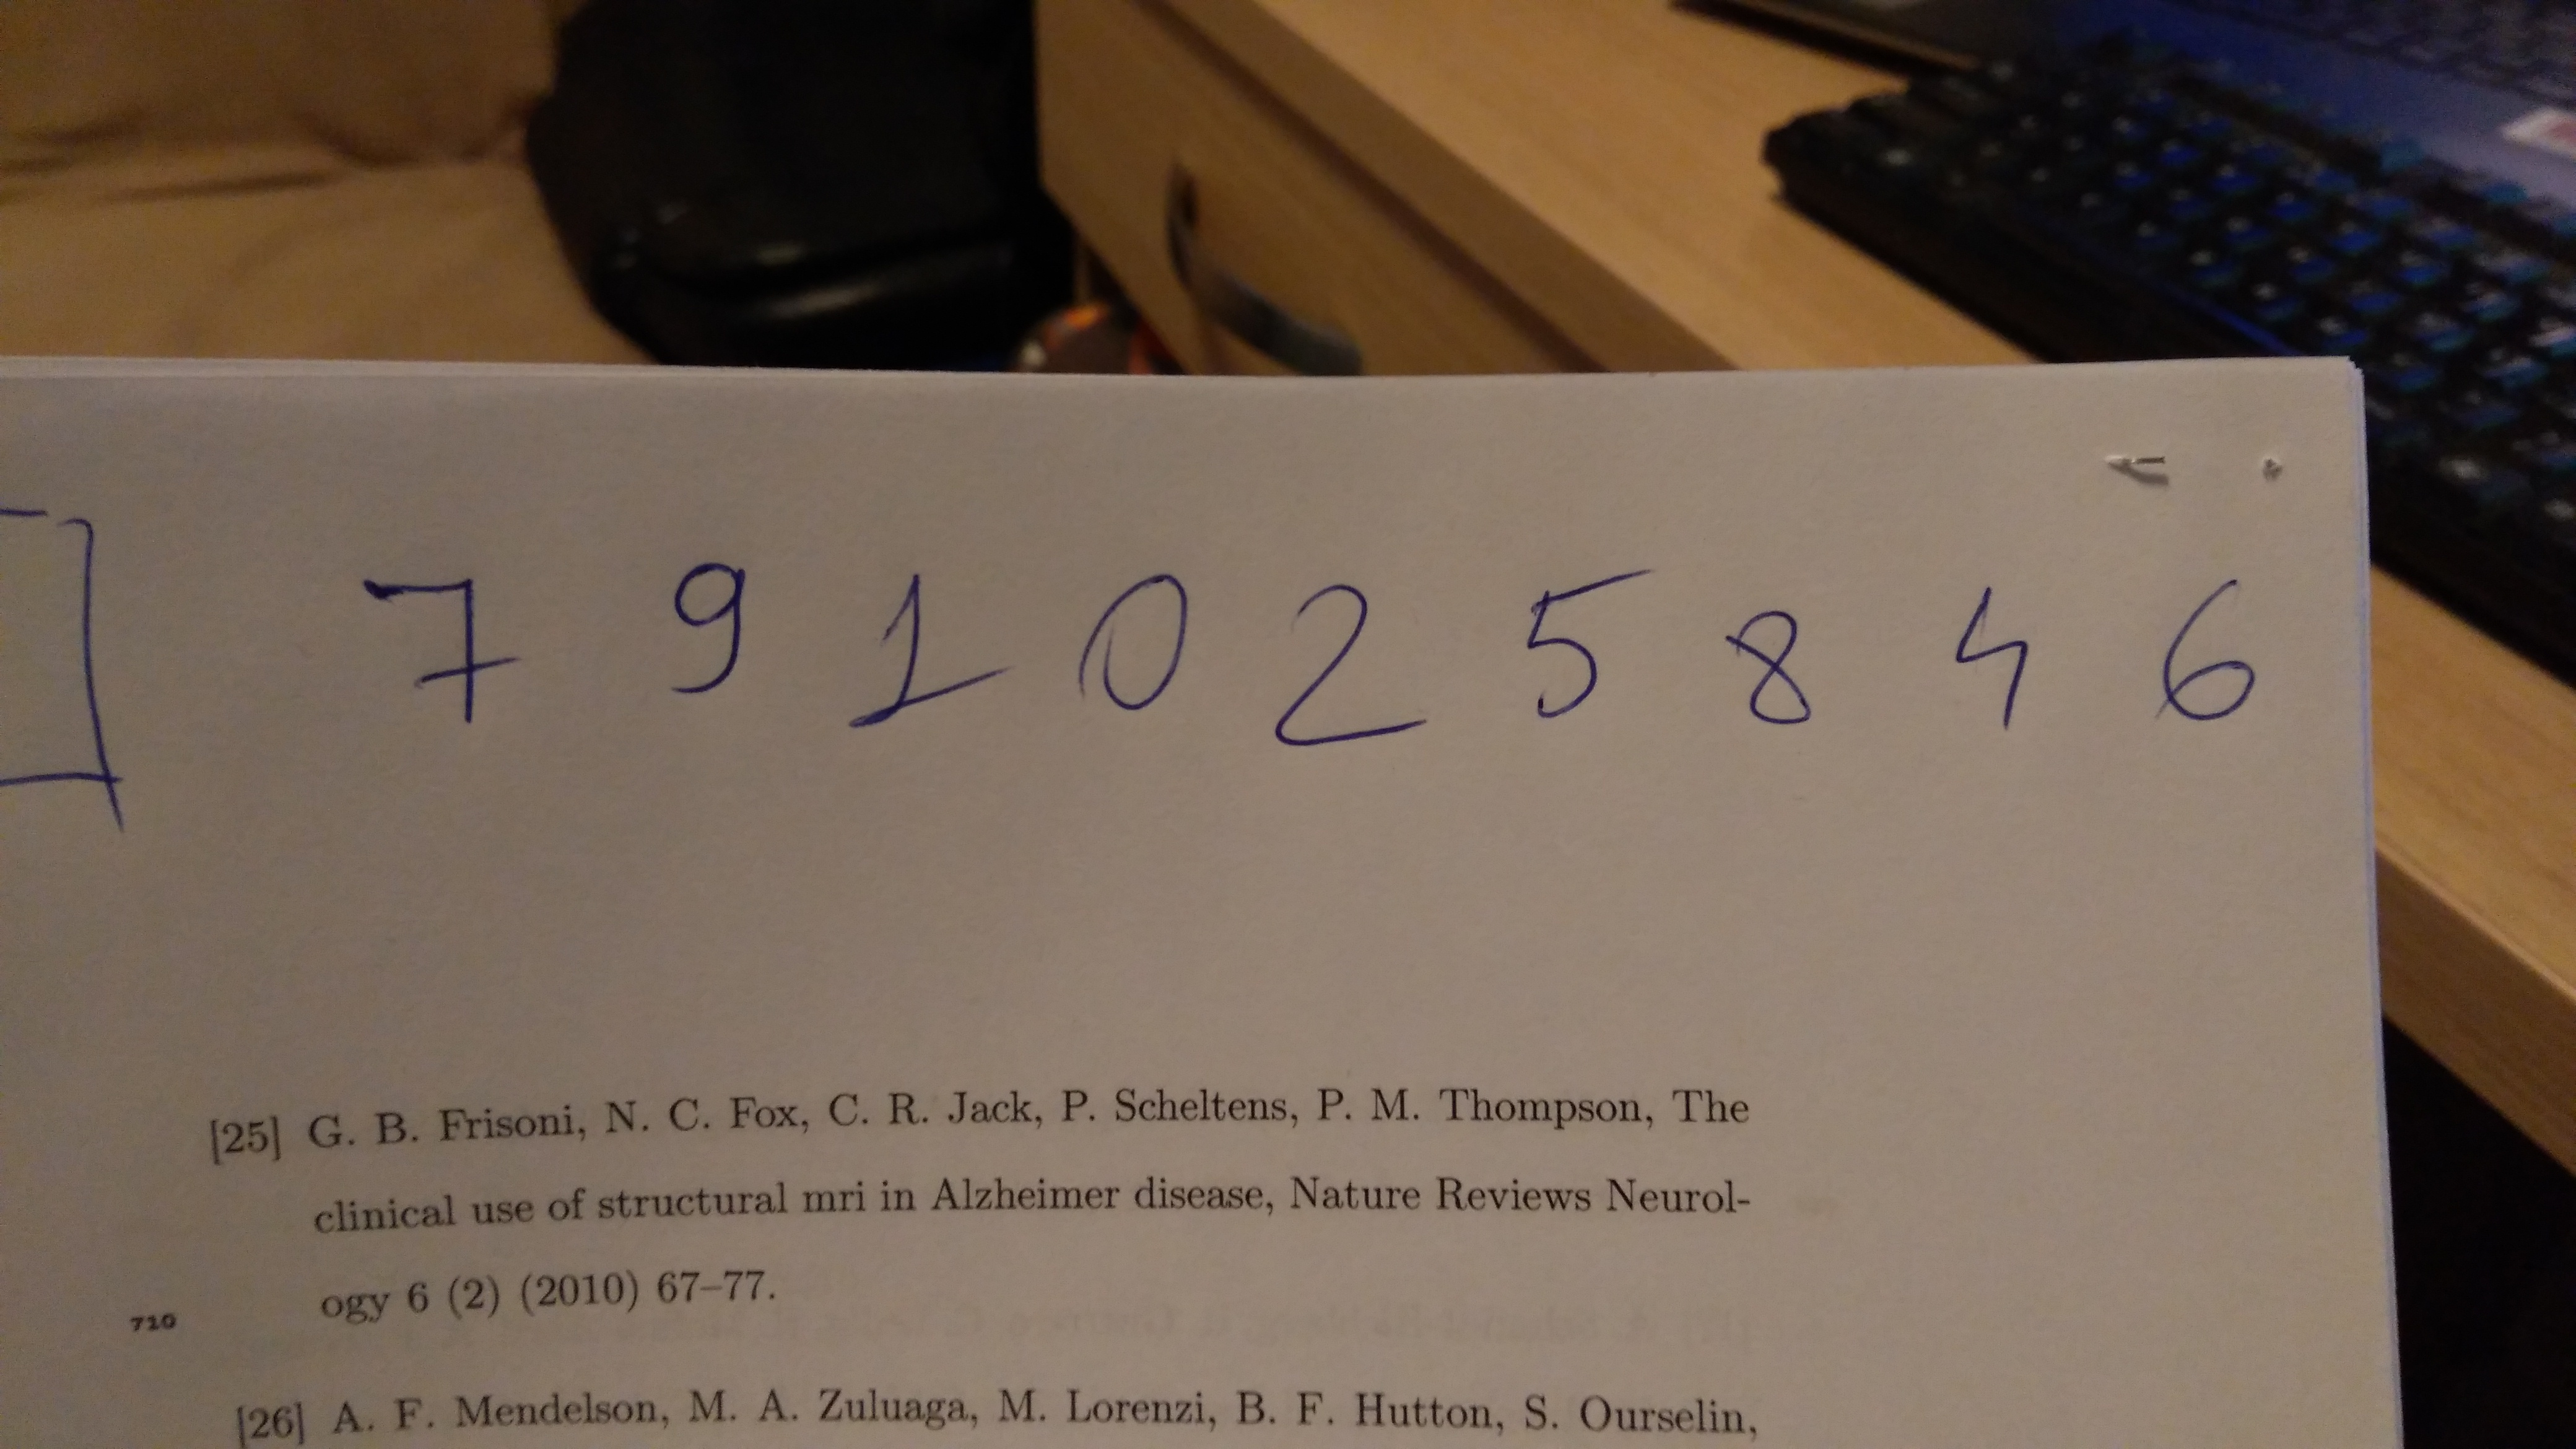 7 9 1 0 2 5 8 4 6
[25] G. B. Frisoni, N. C. Fox, C. R. Jack, P. Scheltens, P. M. Thompson, The
clinical use of structural mri in Alzheimer disease, Nature Reviews Neurol-
ogy 6 (2) (2010) 67–77.
710
[26] A. F. Mendelson, M. A. Zuluaga, M. Lorenzi, B. F. Hutton, S. Ourselin,